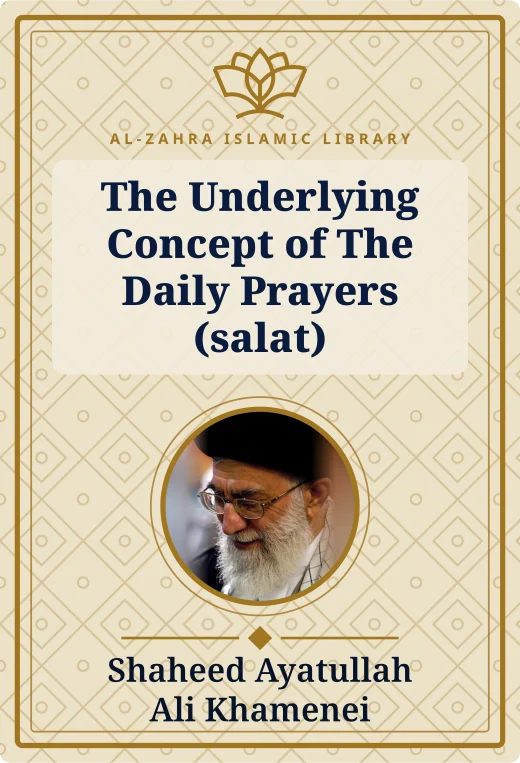 AL-ZAHRA ISLAMIC LIBRARY
The Underlying
Concept of The
Daily Prayers
(salat)
Shaheed Ayatullah
Ali Khamenei